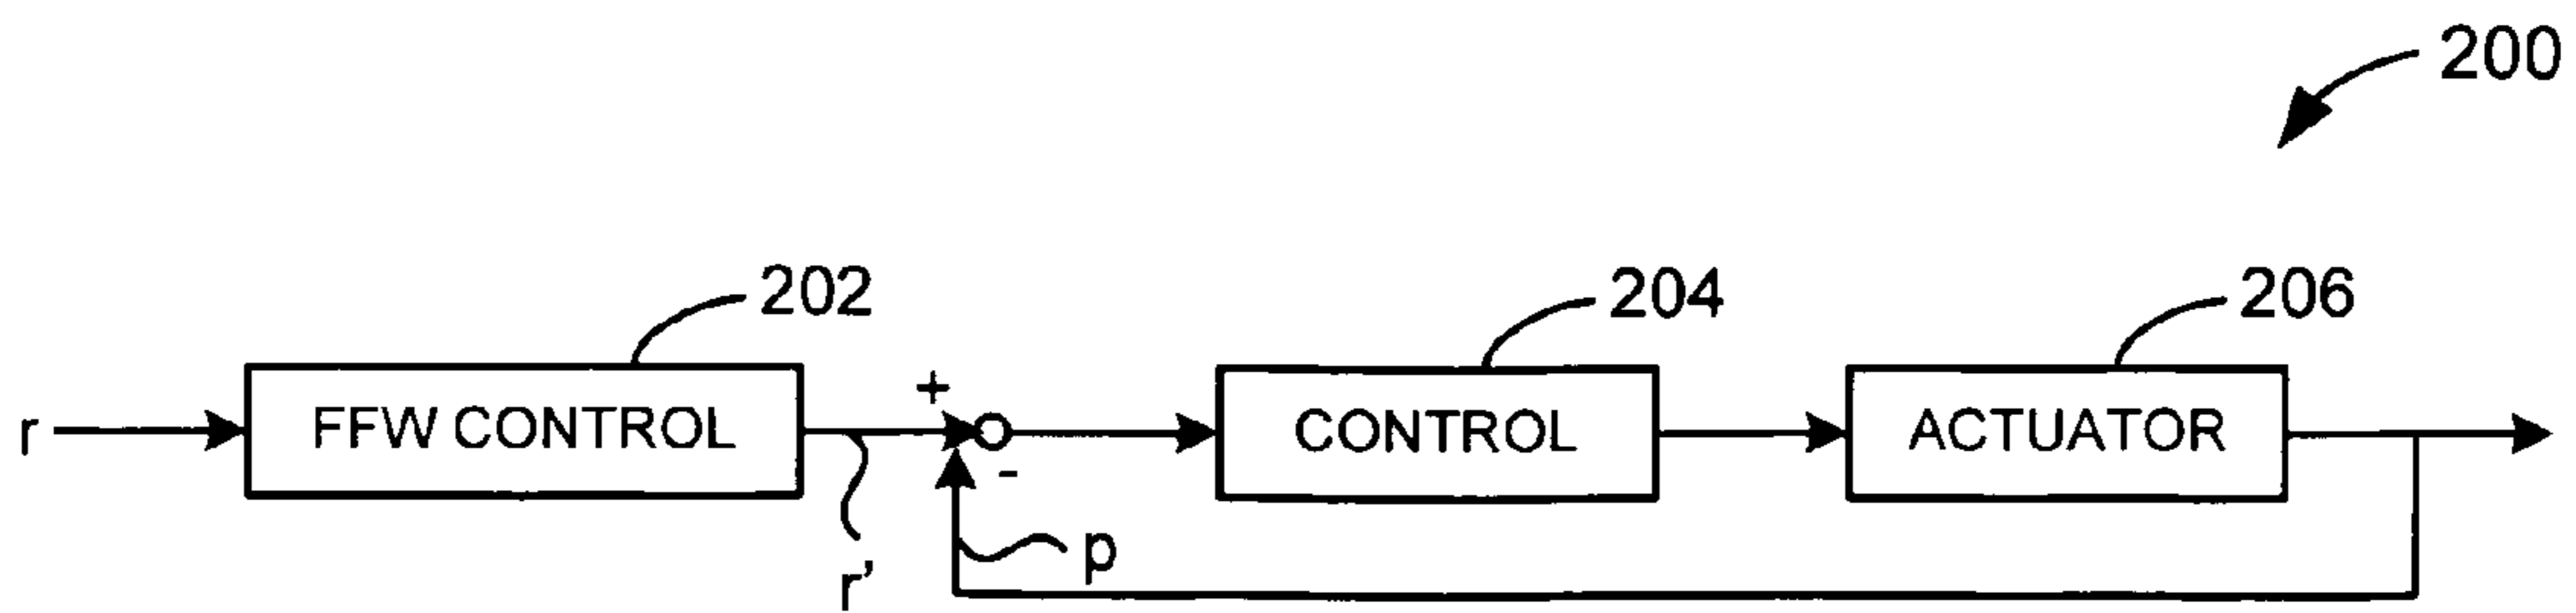 200
202
204
206
r
FFW CONTROL
+
-
CONTROL
ACTUATOR
r'
p